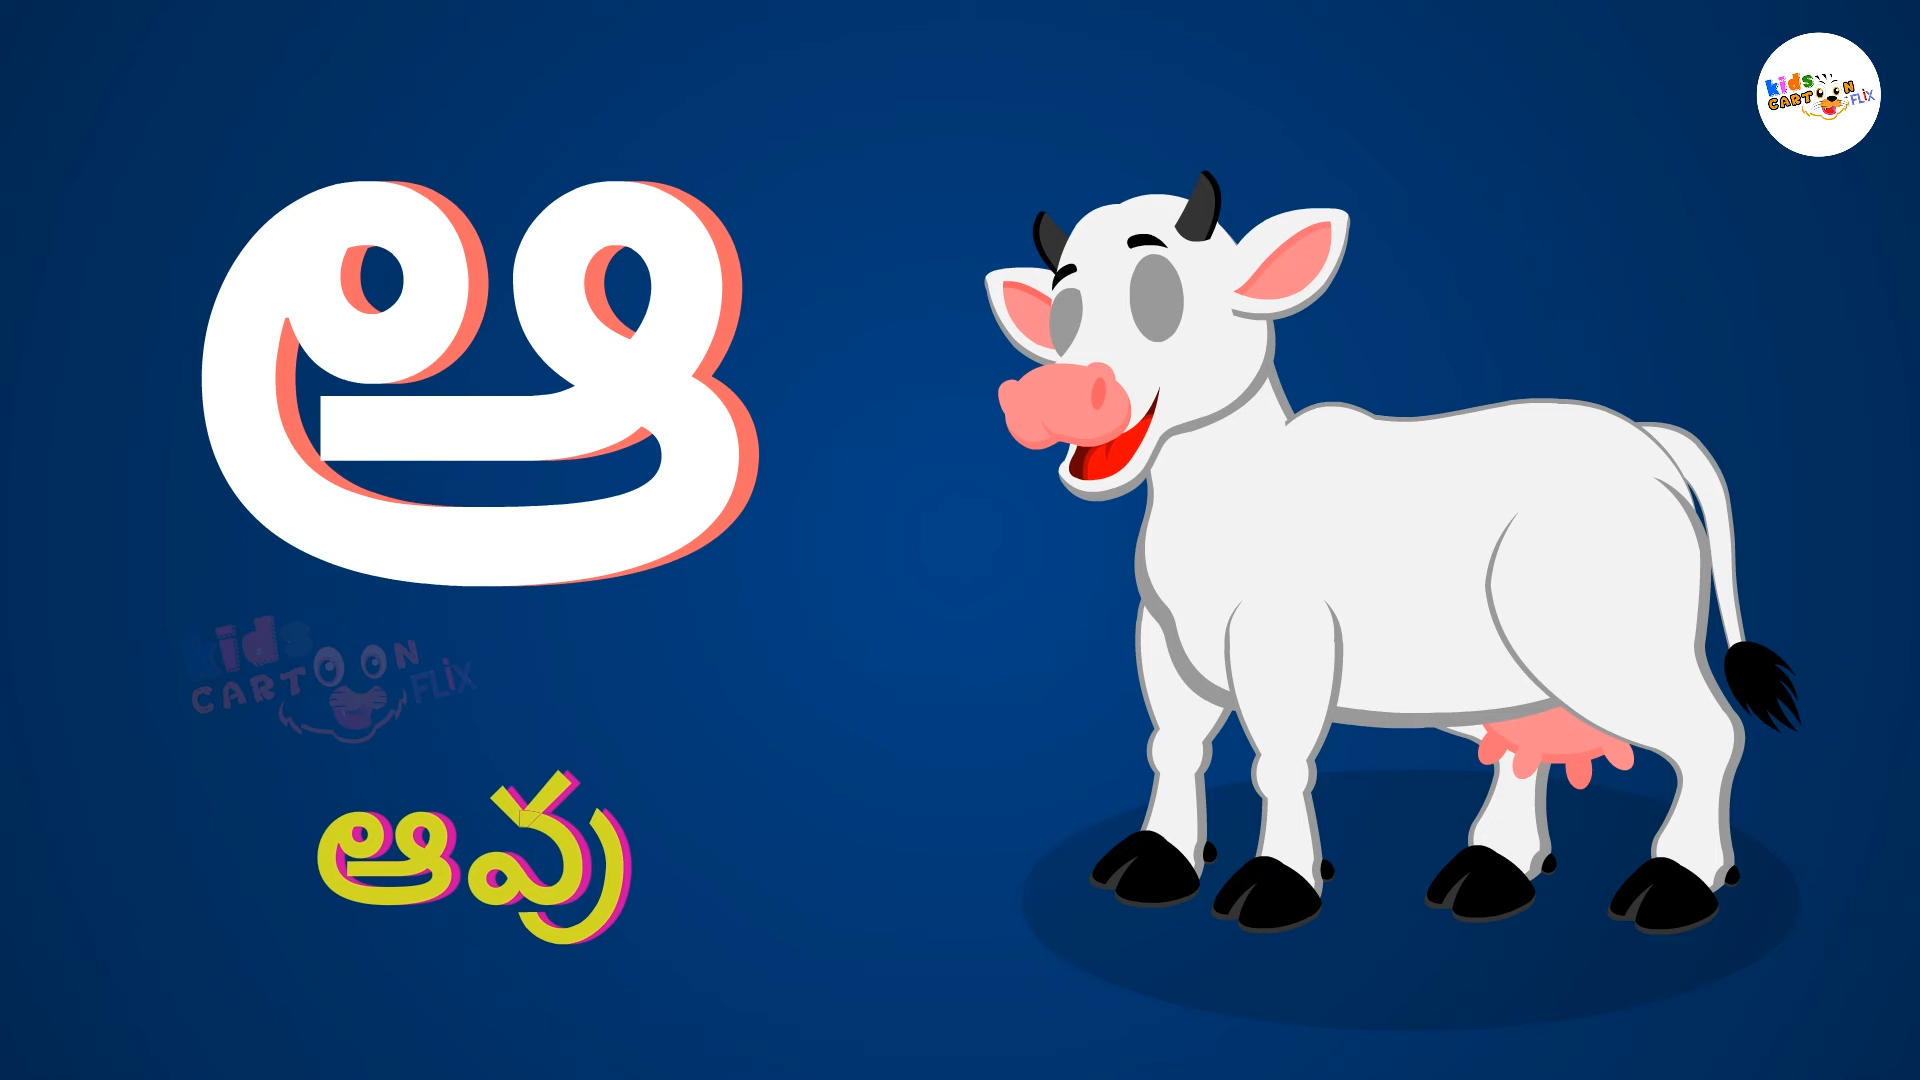 ఆ
kids
CARTOON
FLiX
kids
CARTOON
FLiX
ఆవు